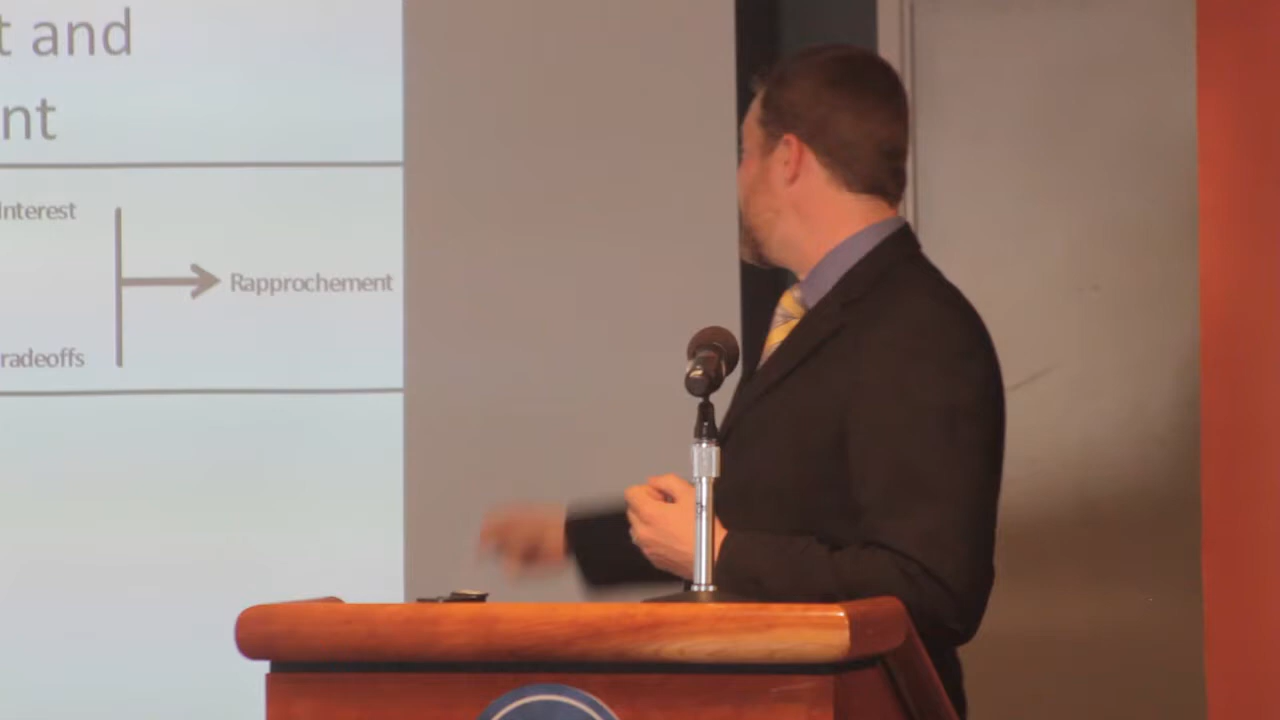 t and
nt
Interest
Rapprochement
radeoffs